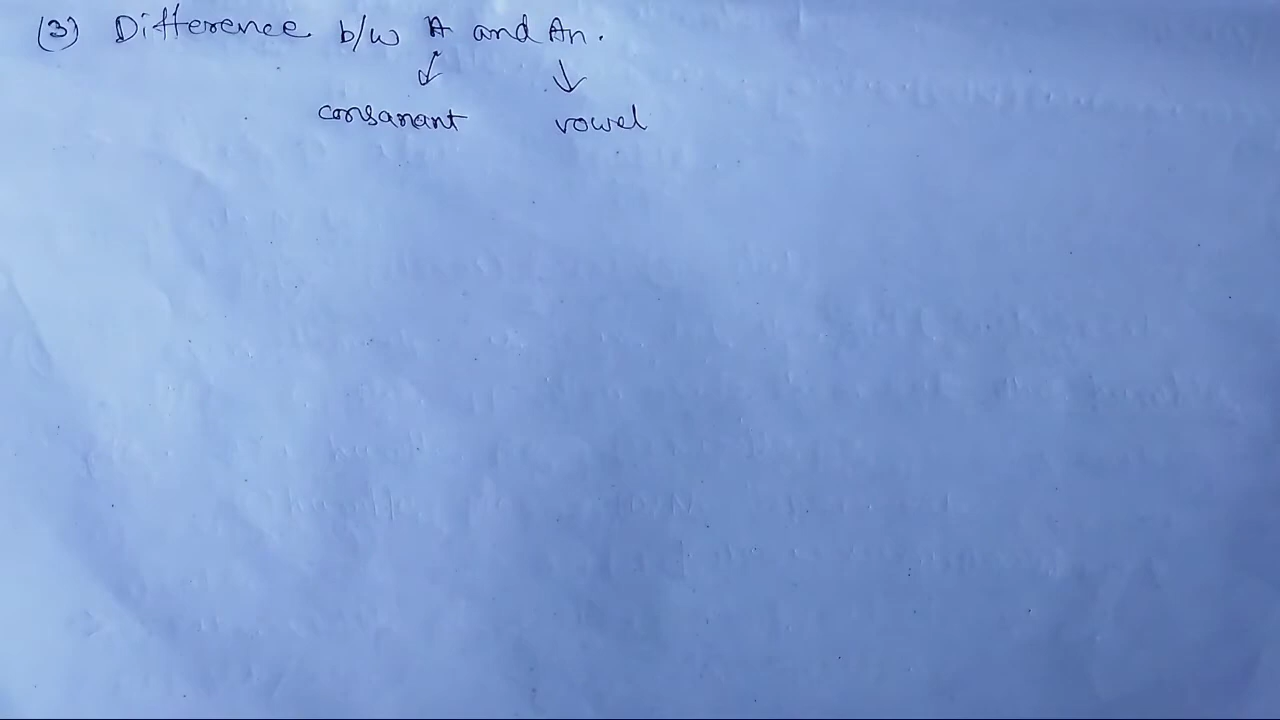 (3) Difference b/w A and An.
consanant vowel